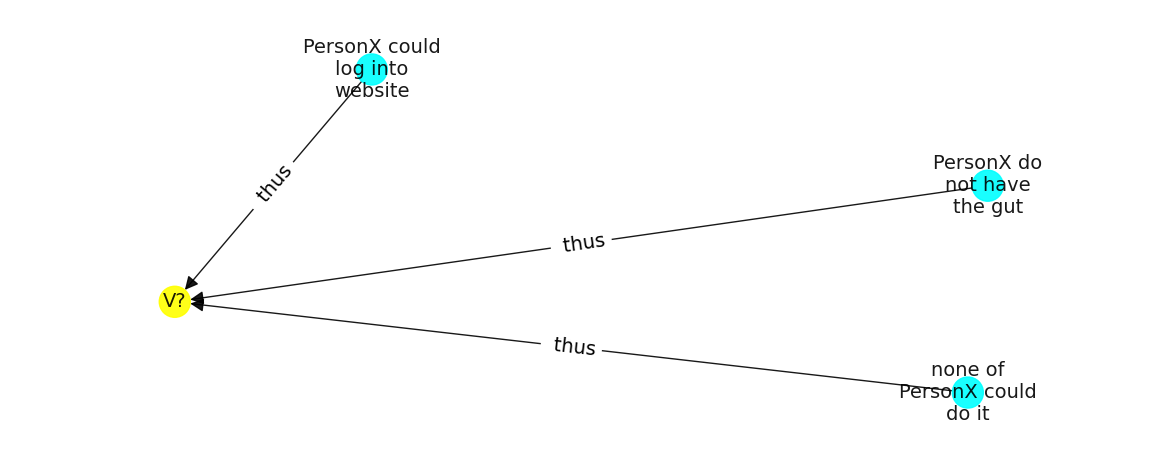 PersonX could
log into
website
thus
PersonX do
not have
the gut
thus
V?
thus
none of
PersonX could
do it